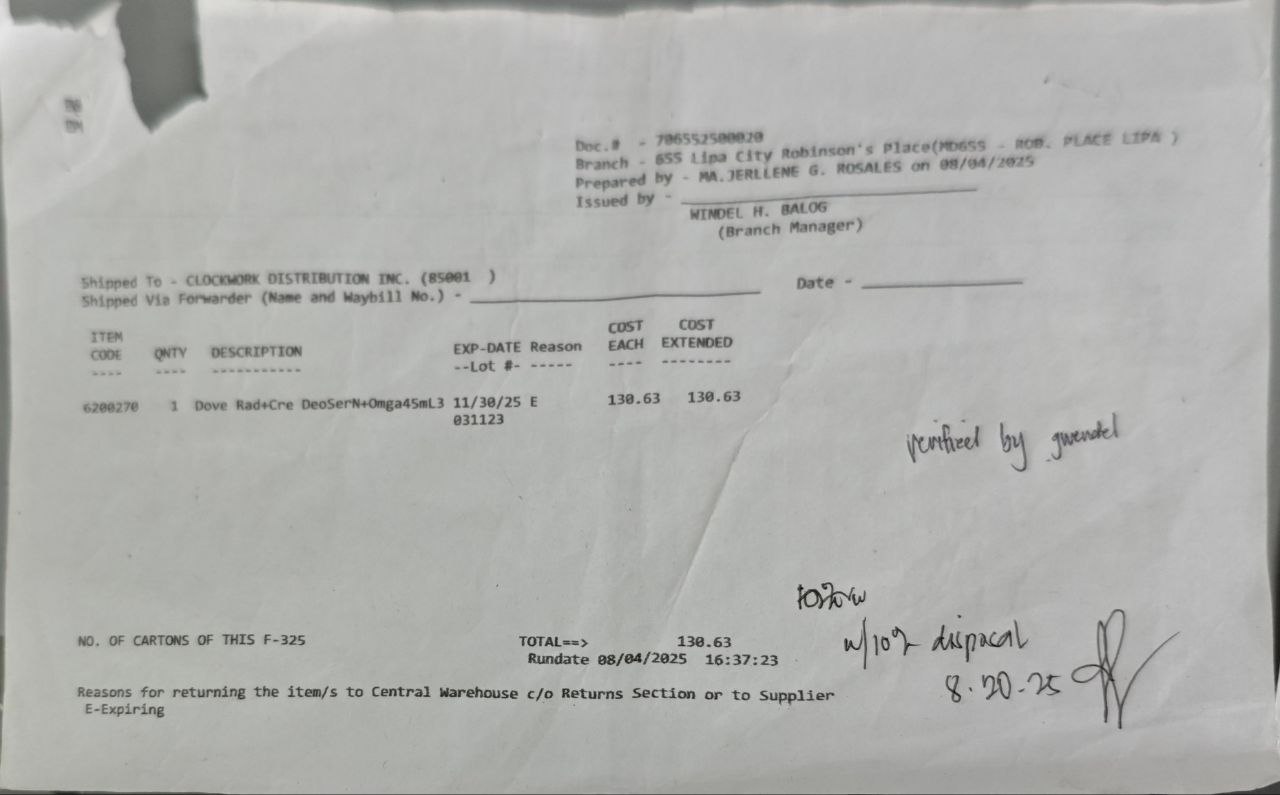 Doc.# - 706552500020
Branch - 655 Lipa City Robinson's Place(MD655 - ROB. PLACE LIPA )
Prepared by - MA.JERLLENE G. ROSALES on 08/04/2025
Issued by -
WINDEL H. BALOG
(Branch Manager)
Shipped To - CLOCKWORK DISTRIBUTION INC. (85001 )
Date -
Shipped Via Forwarder (Name and Waybill No.) -
ITEM CODE QNTY DESCRIPTION EXP-DATE Reason COST EACH COST EXTENDED
--Lot #- -----
6200270 1 Dove Rad+Cre DeoSerN+Omga45mL3 11/30/25 E 130.63 130.63
031123
verified by gwendel
NO. OF CARTONS OF THIS F-325
TOTAL==> 130.63
Rundate 08/04/2025 16:37:23
w/10% dispacal
8-20-25
Reasons for returning the item/s to Central Warehouse c/o Returns Section or to Supplier
E-Expiring